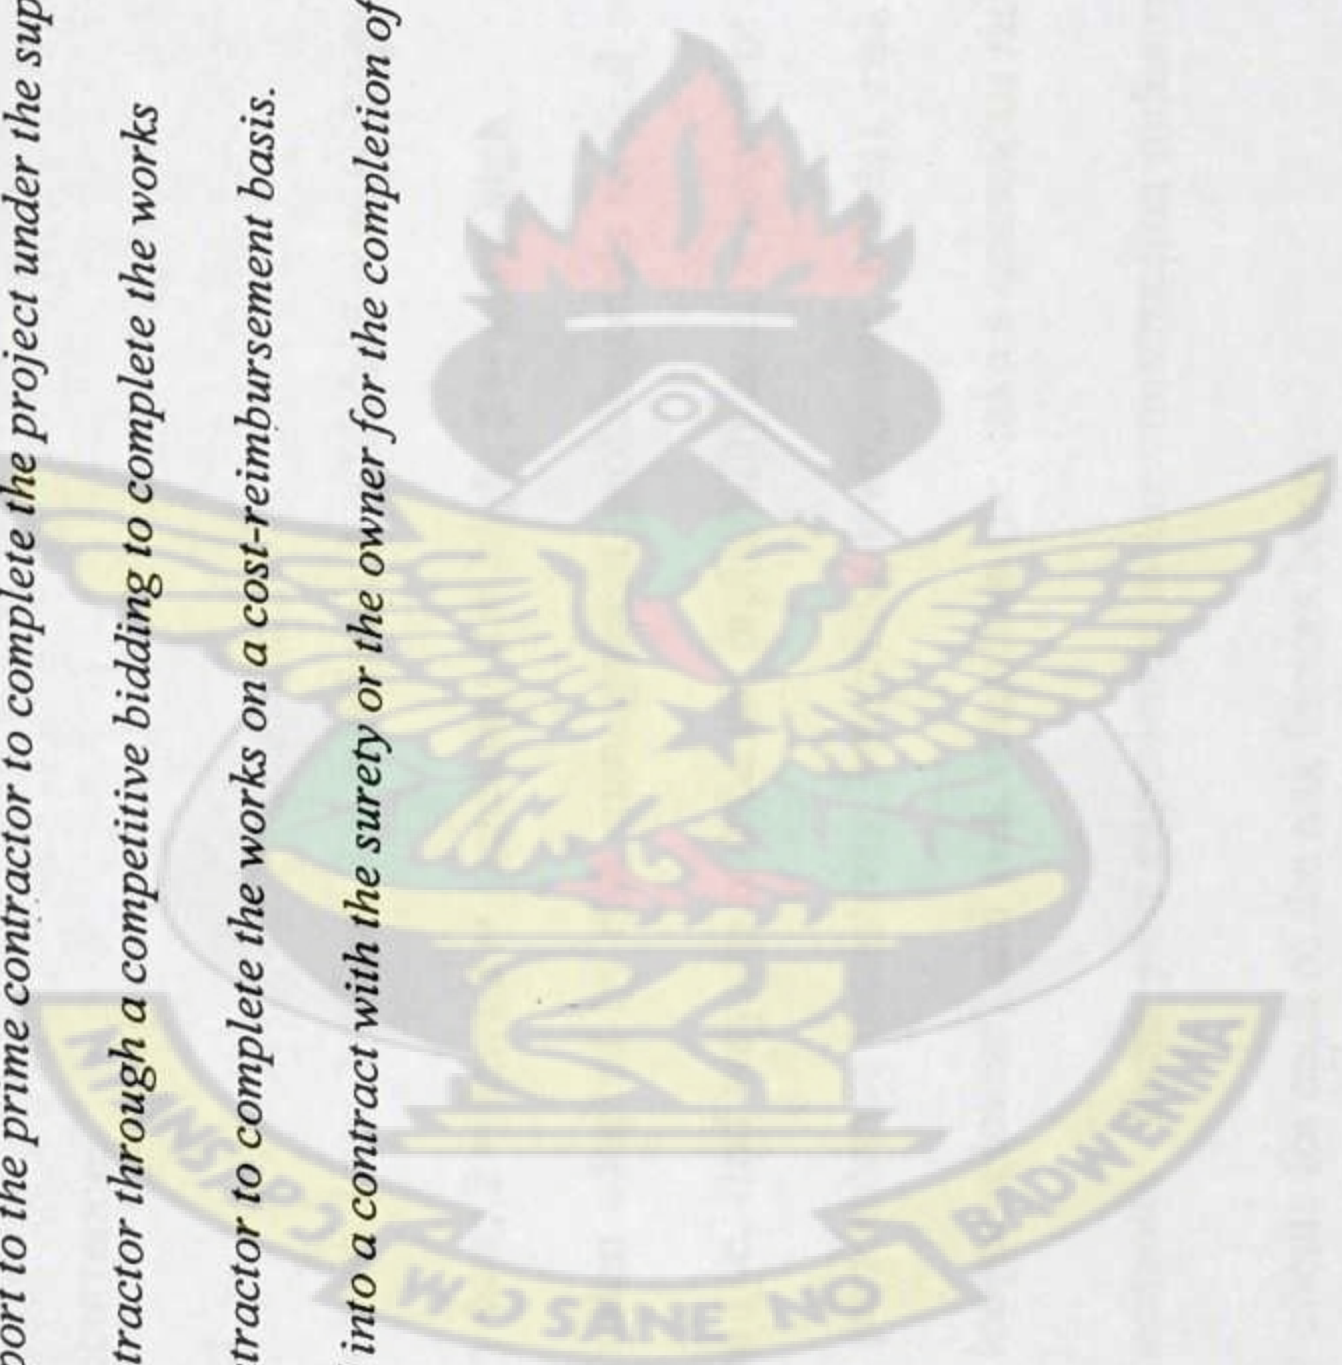 port to the prime contractor to complete the project under the sup
tractor through a competitive bidding to complete the works
tractor to complete the works on a cost-reimbursement basis.
into a contract with the surety or the owner for the completion of
NYANSAPƆ WƆSANE NO BADWENMA